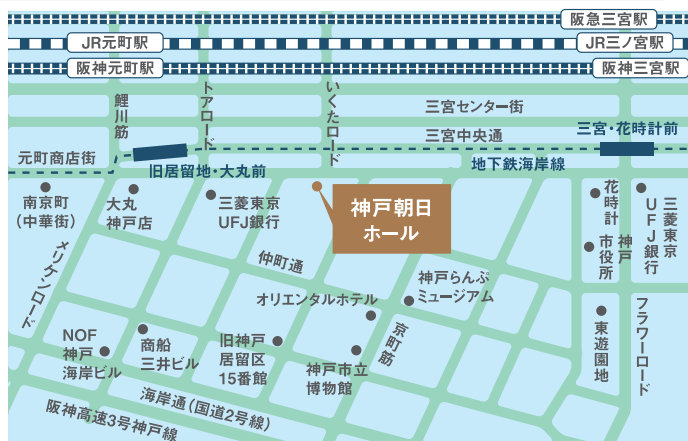 阪急三宮駅
JR元町駅
JR三ノ宮駅
阪神元町駅
阪神三宮駅
鯉川筋
トアロード
いくたロード
三宮センター街
三宮中央通
三宮・花時計前
元町商店街
旧居留地・大丸前
地下鉄海岸線
南京町
(中華街)
大丸
神戸店
三菱東京
UFJ銀行
神戸朝日
ホール
花時計
神戸
市役所
三菱東京
UFJ銀行
メリケンロード
仲町通
神戸らんぷ
ミュージアム
オリエンタルホテル
京町筋
フラワーロード
東遊園地
NOF
神戸
海岸ビル
商船
三井ビル
旧神戸
居留区
15番館
神戸市立
博物館
海岸通(国道2号線)
阪神高速3号神戸線